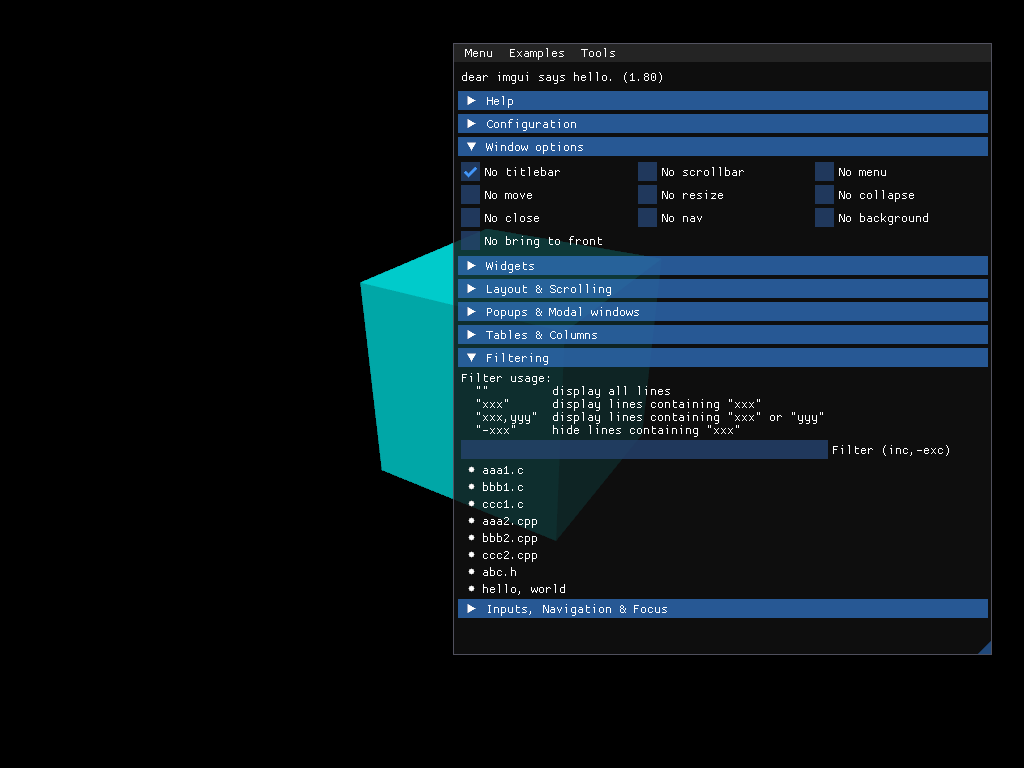 Menu Examples Tools
dear imgui says hello. (1.80)
Help
Configuration
Window options
No titlebar No scrollbar No menu
No move No resize No collapse
No close No nav No background
No bring to front
Widgets
Layout & Scrolling
Popups & Modal windows
Tables & Columns
Filtering
Filter usage:
"" display all lines
"xxx" display lines containing "xxx"
"xxx,yyy" display lines containing "xxx" or "yyy"
"-xxx" hide lines containing "xxx"
Filter (inc,-exc)
aaa1.c
bbb1.c
ccc1.c
aaa2.cpp
bbb2.cpp
ccc2.cpp
abc.h
hello, world
Inputs, Navigation & Focus